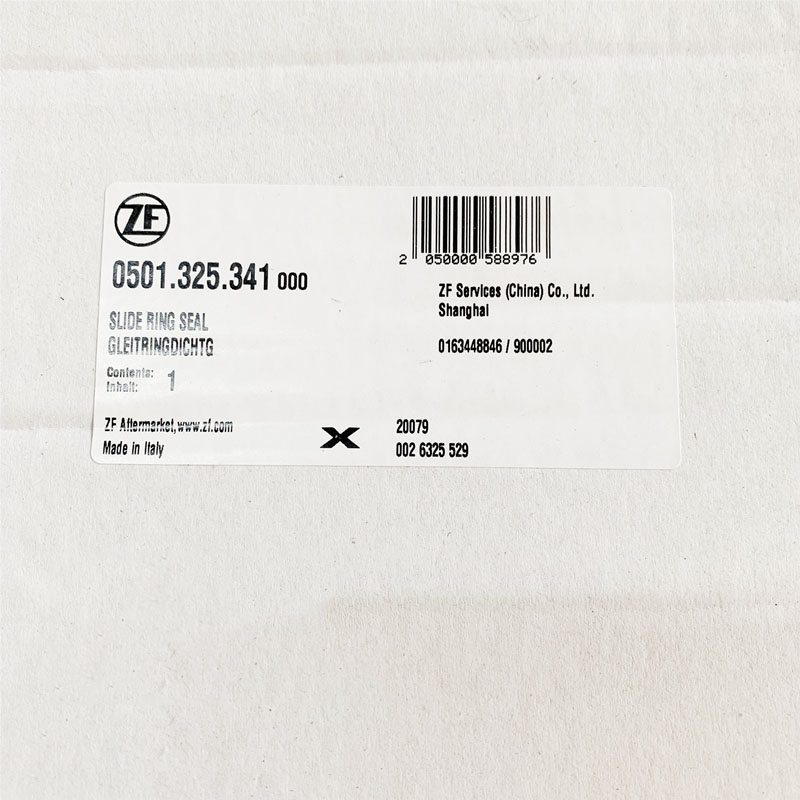 ZF
0501.325.341 000
SLIDE RING SEAL
GLEITRINGDICHTG
Contents:
Inhalt: 1
ZF Aftermarket,www.zf.com
Made in Italy
X
2 050000 588976
ZF Services (China) Co., Ltd.
Shanghai
0163448846 / 900002
20079
002 6325 529